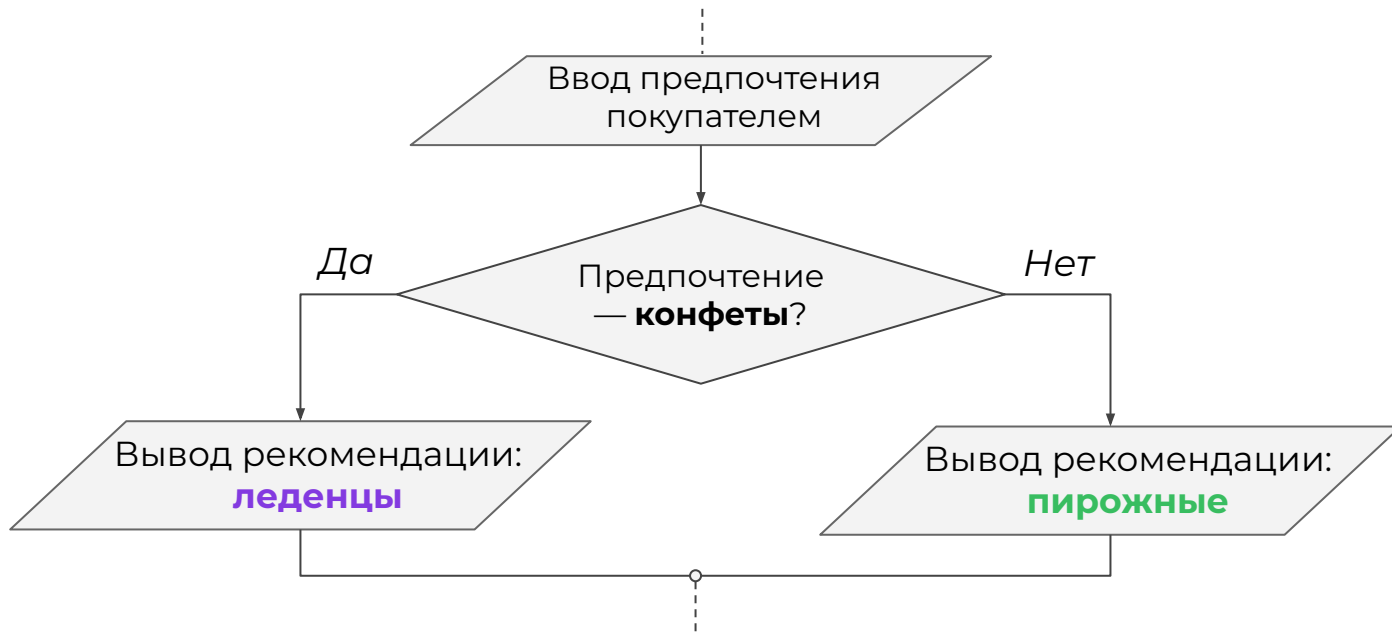 Ввод предпочтения
покупателем
Да
Нет
Предпочтение
— конфеты?
Вывод рекомендации:
леденцы
Вывод рекомендации:
пирожные